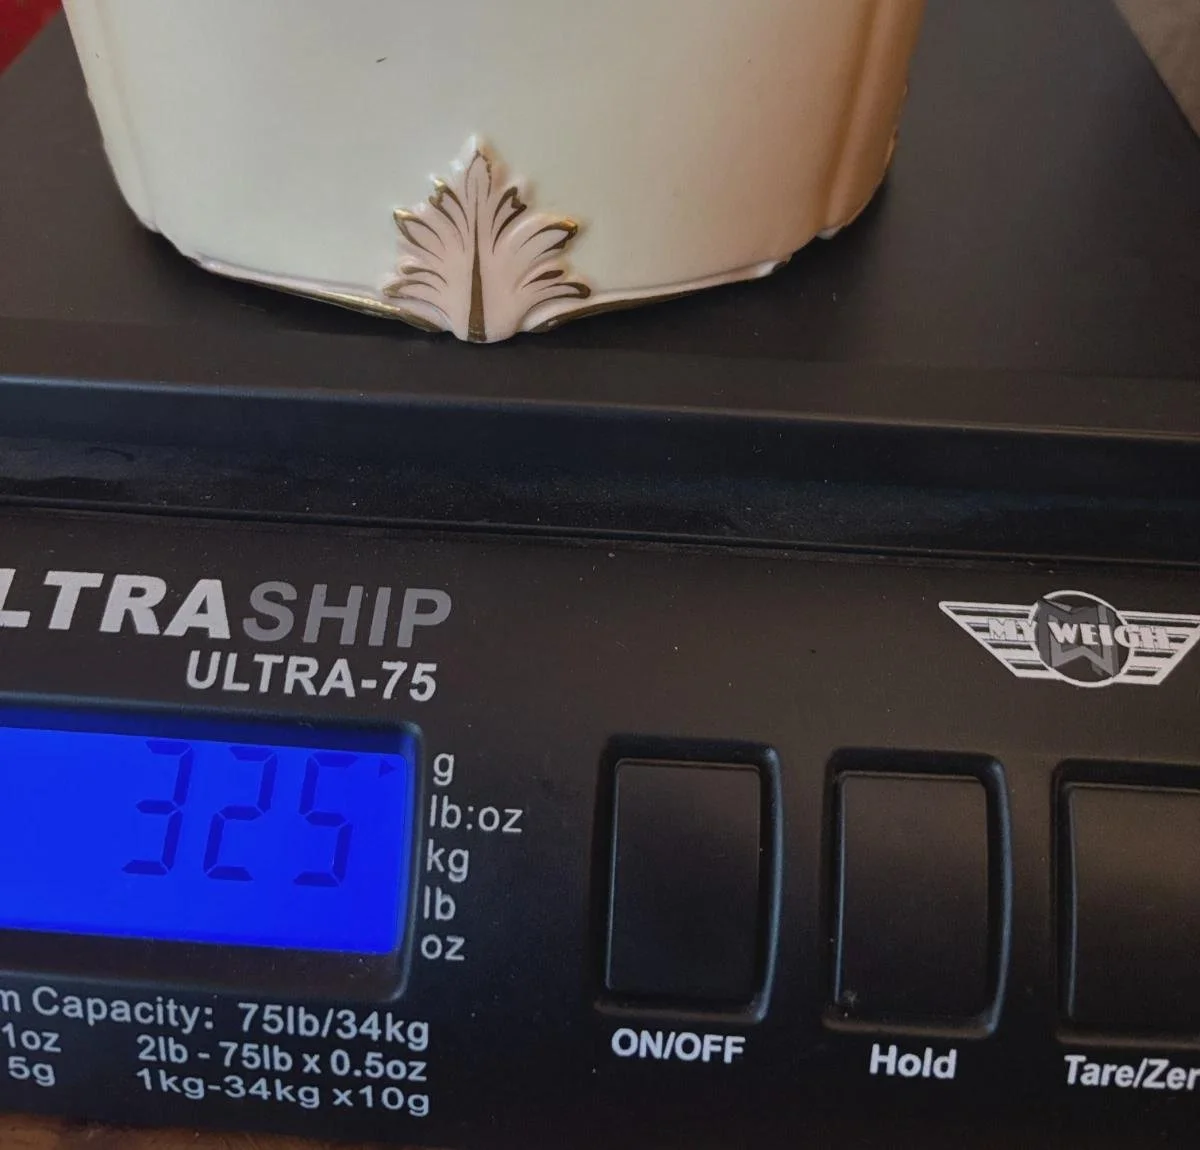 LTRASHIP
ULTRA-75
MY WEIGH
325
g
lb:oz
kg
lb
oz
m Capacity: 75lb/34kg
1oz 2lb - 75lb x 0.5oz
5g 1kg-34kg x10g
ON/OFF
Hold
Tare/Zer